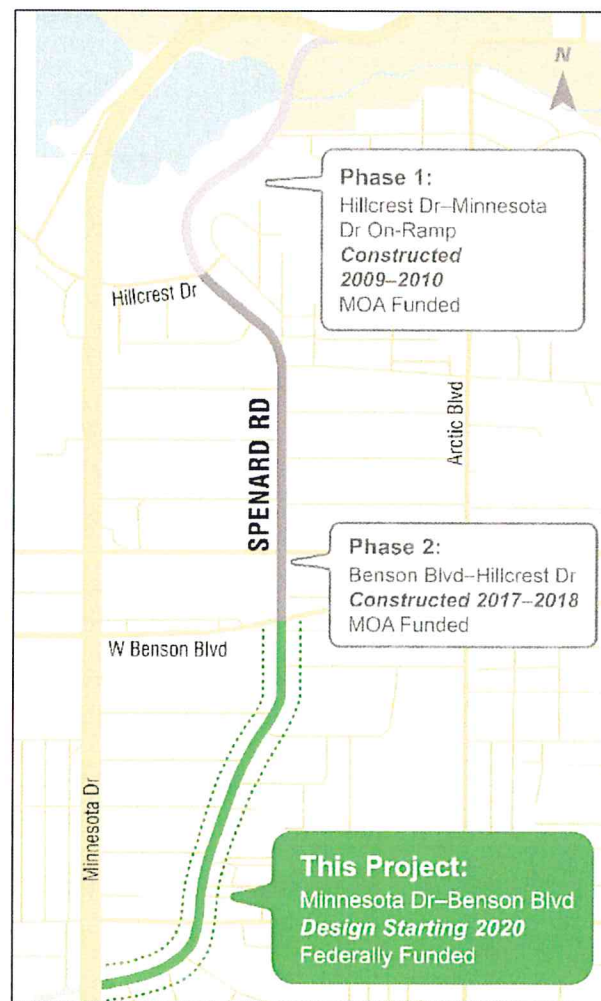 N
Phase 1:
Hillcrest Dr–Minnesota
Dr On-Ramp
Constructed
2009–2010
MOA Funded
Hillcrest Dr
SPENARD RD
Arctic Blvd
Phase 2:
Benson Blvd–Hillcrest Dr
Constructed 2017–2018
MOA Funded
W Benson Blvd
Minnesota Dr
This Project:
Minnesota Dr–Benson Blvd
Design Starting 2020
Federally Funded